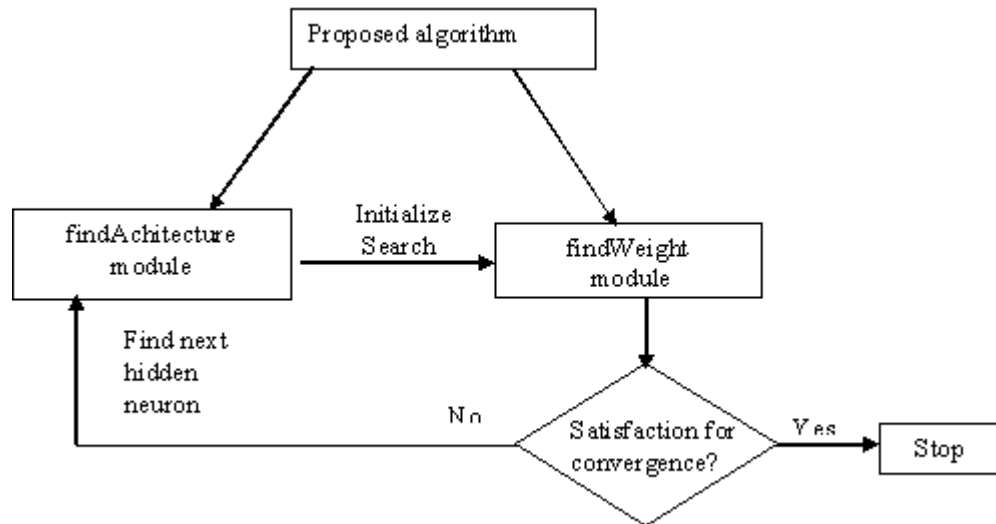 Proposed algorithm
findAchitecture
module
Initialize
Search
findWeight
module
Find next
hidden
neuron
No
Satisfaction for
convergence?
Yes
Stop